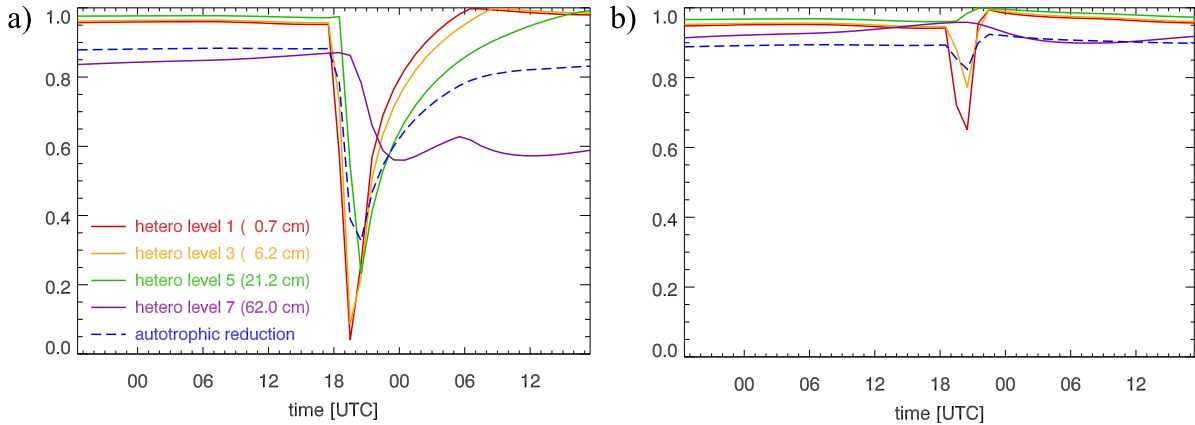 a)
1.0
0.8
0.6
0.4
0.2
0.0
hetero level 1 (  0.7 cm)
hetero level 3 (  6.2 cm)
hetero level 5 (21.2 cm)
hetero level 7 (62.0 cm)
autotrophic reduction
00 06 12 18 00 06 12
time [UTC]
b)
1.0
0.8
0.6
0.4
0.2
0.0
00 06 12 18 00 06 12
time [UTC]